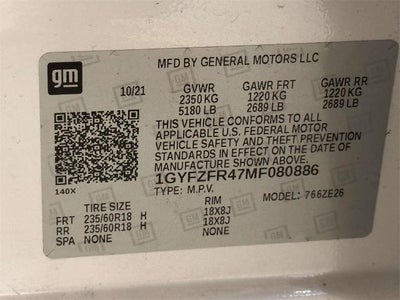 gm
MFD BY GENERAL MOTORS LLC
10/21 GVWR GAWR FRT GAWR RR
2350 KG 1220 KG 1220 KG
5180 LB 2689 LB 2689 LB
THIS VEHICLE CONFORMS TO ALL
APPLICABLE U.S. FEDERAL MOTOR
VEHICLE SAFETY STANDARDS
IN EFFECT ON THE DATE OF
MANUFACTURE SHOWN ABOVE.
1GYFZFR47MF080886
140X TYPE: M.P.V. MODEL: 766ZE26
TIRE SIZE RIM
FRT 235/60R18 H 18X8J
RR 235/60R18 H 18X8J
SPA NONE NONE